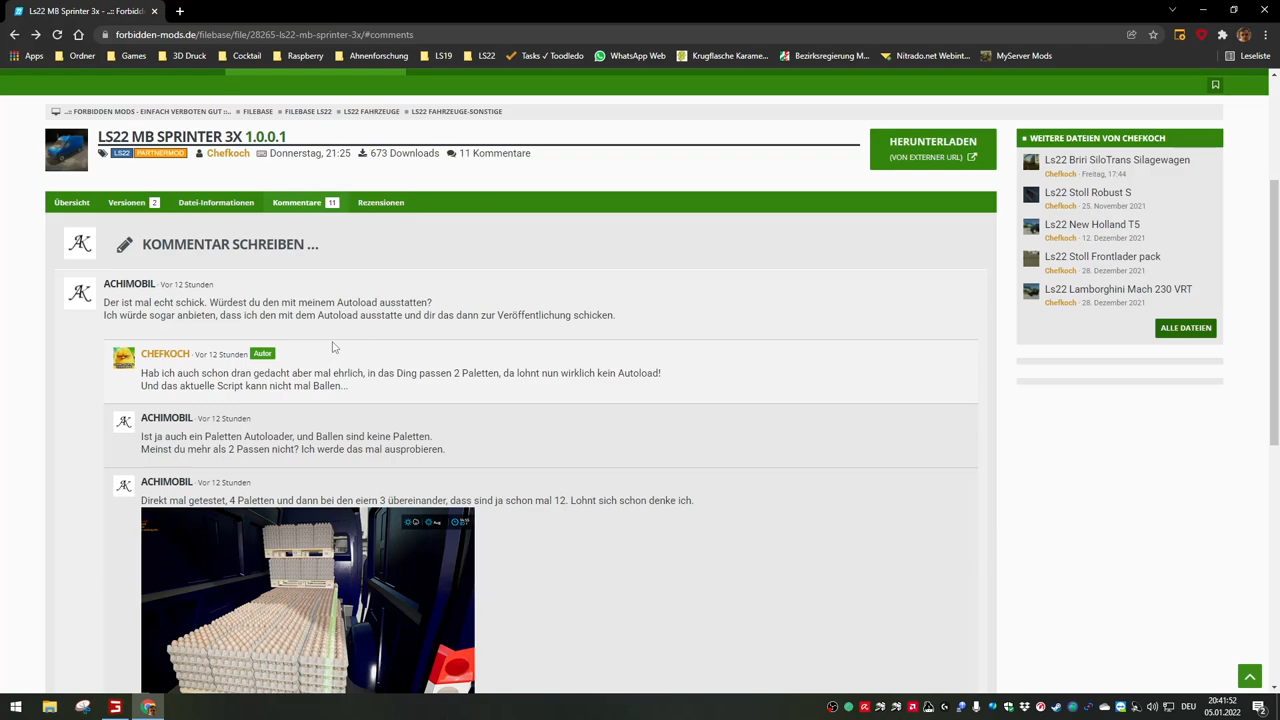 Ls22 MB
forbidden-mods.de/filebase/file/28265-ls22-mb-sprinter-3x/#comments
Apps
Ordner
Games
3D Druck
Cocktail
Raspberry
Ahnenforschung
LS19
LS22
Tasks ✓ Toodledo
WhatsApp Web
Krugflasche Karame...
Bezirksregierung M...
Nitrado.net Webint...
MyServer Mods
Leseliste
..:: FORBIDDEN MODS - EINFACH VERBOTEN GUT ::.. FILEBASE FILEBASE LS22 LS22 FAHRZEUGE LS22 FAHRZEUGE-SONSTIGE
LS22 MB SPRINTER 3X 1.0.0.1
LS22 PARTNERMOD Chefkoch Donnerstag, 21:25 673 Downloads 11 Kommentare
HERUNTERLADEN
(VON EXTERNER URL)
Übersicht Versionen 2 Datei-Informationen Kommentare 11 Rezensionen
AK KOMMENTAR SCHREIBEN ...
AK
ACHIMOBIL · Vor 12 Stunden
Der ist mal echt schick. Würdest du den mit meinem Autoload ausstatten?
Ich würde sogar anbieten, dass ich den mit dem Autoload ausstatte und dir das dann zur Veröffentlichung schicken.
CHEFKOCH · Vor 12 Stunden Autor
Hab ich auch schon dran gedacht aber mal ehrlich, in das Ding passen 2 Paletten, da lohnt nun wirklich kein Autoload!
Und das aktuelle Script kann nicht mal Ballen...
AK
ACHIMOBIL · Vor 12 Stunden
Ist ja auch ein Paletten Autoloader, und Ballen sind keine Paletten.
Meinst du mehr als 2 Passen nicht? Ich werde das mal ausprobieren.
AK
ACHIMOBIL · Vor 12 Stunden
Direkt mal getestet, 4 Paletten und dann bei den eiern 3 übereinander, dass sind ja schon mal 12. Lohnt sich schon denke ich.
Aug
WEITERE DATEIEN VON CHEFKOCH
Ls22 Briri SiloTrans Silagewagen
Chefkoch · Freitag, 17:44
Ls22 Stoll Robust S
Chefkoch · 25. November 2021
Ls22 New Holland T5
Chefkoch · 12. Dezember 2021
Ls22 Stoll Frontlader pack
Chefkoch · 28. Dezember 2021
Ls22 Lamborghini Mach 230 VRT
Chefkoch · 28. Dezember 2021
ALLE DATEIEN
DEU
20:41:52
05.01.2022